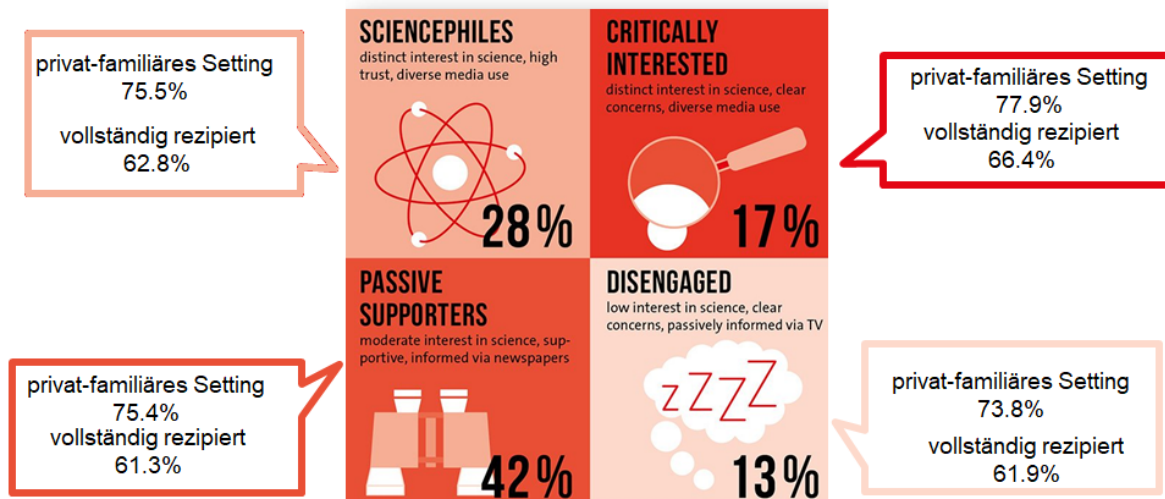 privat-familiäres Setting
75.5%
vollständig rezipiert
62.8%
SCIENCEPHILES
distinct interest in science, high
trust, diverse media use
28%
CRITICALLY
INTERESTED
distinct interest in science, clear
concerns, diverse media use
17%
privat-familiäres Setting
77.9%
vollständig rezipiert
66.4%
privat-familiäres Setting
75.4%
vollständig rezipiert
61.3%
PASSIVE
SUPPORTERS
moderate interest in science, sup-
portive, informed via newspapers
42%
DISENGAGED
low interest in science, clear
concerns, passively informed via TV
zZZZ
13%
privat-familiäres Setting
73.8%
vollständig rezipiert
61.9%